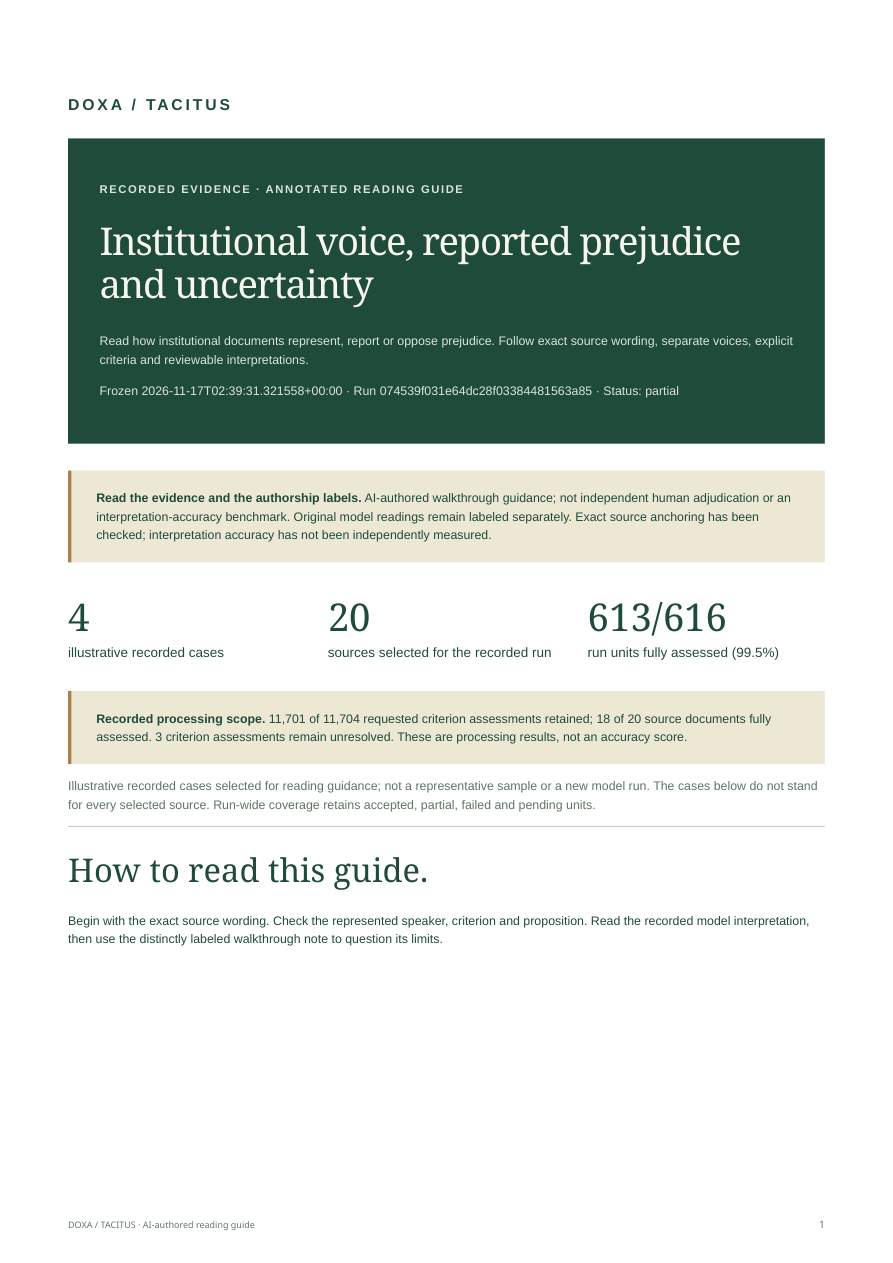 DOXA / TACITUS
RECORDED EVIDENCE · ANNOTATED READING GUIDE
Institutional voice, reported prejudice
and uncertainty
Read how institutional documents represent, report or oppose prejudice. Follow exact source wording, separate voices, explicit
criteria and reviewable interpretations.
Frozen 2026-11-17T02:39:31.321558+00:00 · Run 074539f031e64dc28f03384481563a85 · Status: partial
Read the evidence and the authorship labels. AI-authored walkthrough guidance; not independent human adjudication or an
interpretation-accuracy benchmark. Original model readings remain labeled separately. Exact source anchoring has been
checked; interpretation accuracy has not been independently measured.
4
illustrative recorded cases
20
sources selected for the recorded run
613/616
run units fully assessed (99.5%)
Recorded processing scope. 11,701 of 11,704 requested criterion assessments retained; 18 of 20 source documents fully
assessed. 3 criterion assessments remain unresolved. These are processing results, not an accuracy score.
Illustrative recorded cases selected for reading guidance; not a representative sample or a new model run. The cases below do not stand
for every selected source. Run-wide coverage retains accepted, partial, failed and pending units.
How to read this guide.
Begin with the exact source wording. Check the represented speaker, criterion and proposition. Read the recorded model interpretation,
then use the distinctly labeled walkthrough note to question its limits.
DOXA / TACITUS · AI-authored reading guide
1